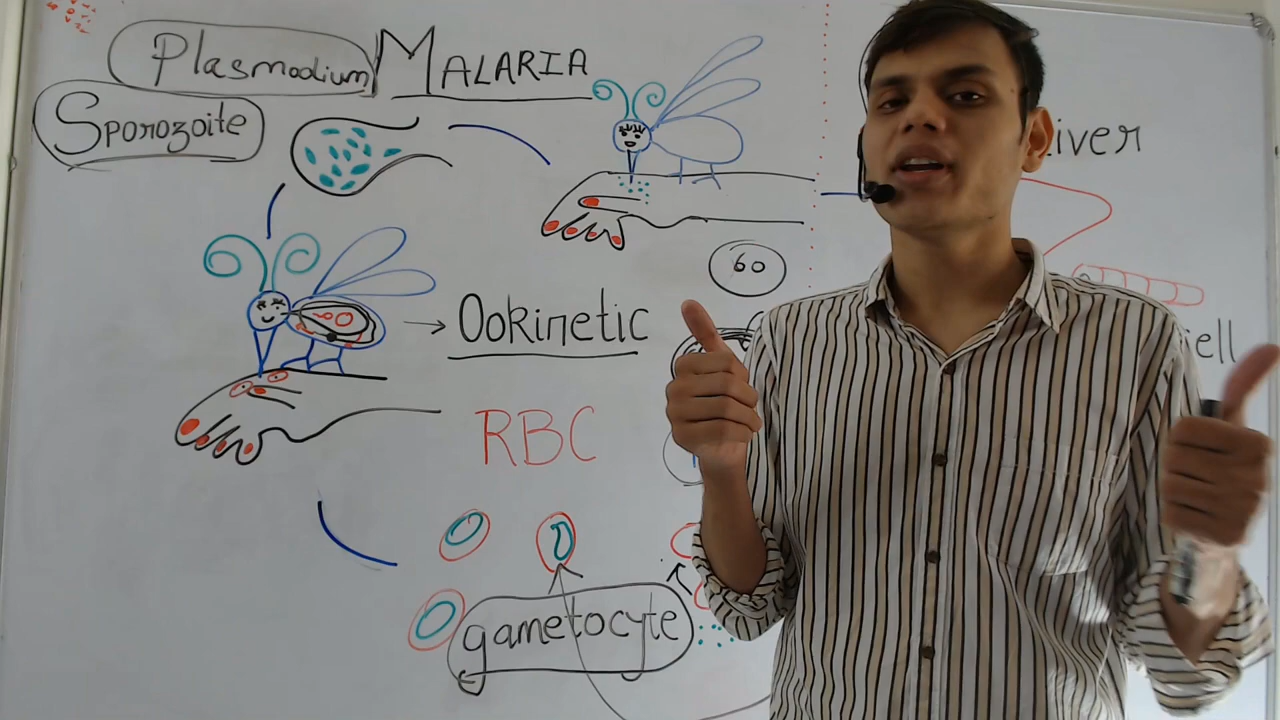 Plasmodium MALARIA
Sporozoite
60
Ookinetic
RBC
gametocyte